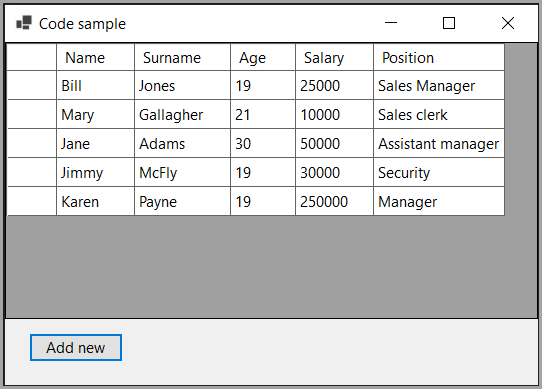 Code sample
Name Surname Age Salary Position
Bill Jones 19 25000 Sales Manager
Mary Gallagher 21 10000 Sales clerk
Jane Adams 30 50000 Assistant manager
Jimmy McFly 19 30000 Security
Karen Payne 19 250000 Manager
Add new